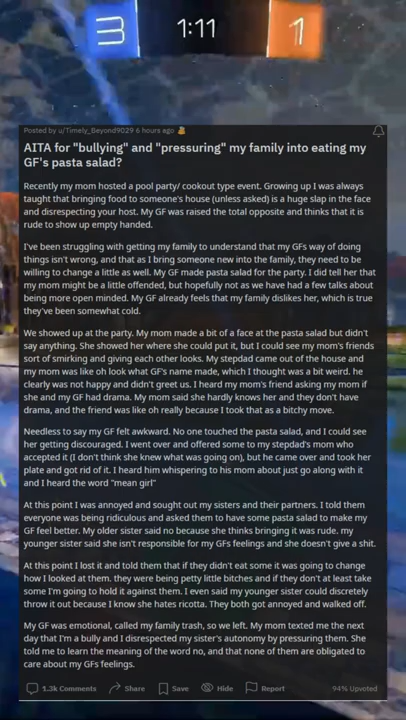 3 1:11 1
Posted by u/Timely_Beyond9029 6 hours ago
AITA for "bullying" and "pressuring" my family into eating my
GF's pasta salad?
Recently my mom hosted a pool party/ cookout type event. Growing up I was always
taught that bringing food to someone's house (unless asked) is a huge slap in the face
and disrespecting your host. My GF was raised the total opposite and thinks that it is
rude to show up empty handed.
I've been struggling with getting my family to understand that my GFs way of doing
things isn't wrong, and that as I bring someone new into the family, they need to be
willing to change a little as well. My GF made pasta salad for the party. I did tell her that
my mom might be a little offended, but hopefully not as we have had a few talks about
being more open minded. My GF already feels that my family dislikes her, which is true
they've been somewhat cold.
We showed up at the party. My mom made a bit of a face at the pasta salad but didn't
say anything. She showed her where she could put it, but I could see my mom's friends
sort of smirking and giving each other looks. My stepdad came out of the house and
my mom was like oh look what GF's name made, which I thought was a bit weird. he
clearly was not happy and didn't greet us. I heard my mom's friend asking my mom if
she and my GF had drama. My mom said she hardly knows her and they don't have
drama, and the friend was like oh really because I took that as a bitchy move.
Needless to say my GF felt awkward. No one touched the pasta salad, and I could see
her getting discouraged. I went over and offered some to my stepdad's mom who
accepted it (I don't think she knew what was going on), but he came over and took her
plate and got rid of it. I heard him whispering to his mom about just go along with it
and I heard the word "mean girl"
At this point I was annoyed and sought out my sisters and their partners. I told them
everyone was being ridiculous and asked them to have some pasta salad to make my
GF feel better. My older sister said no because she thinks bringing it was rude. my
younger sister said she isn't responsible for my GFs feelings and she doesn't give a shit.
At this point I lost it and told them that if they didn't eat some it was going to change
how I looked at them. they were being petty little bitches and if they don't at least take
some I'm going to hold it against them. I even said my younger sister could discretely
throw it out because I know she hates ricotta. They both got annoyed and walked off.
My GF was emotional, called my family trash, so we left. My mom texted me the next
day that I'm a bully and I disrespected my sister's autonomy by pressuring them. She
told me to learn the meaning of the word no, and that none of them are obligated to
care about my GFs feelings.
1.3k Comments Share Save Hide Report 94% Upvoted